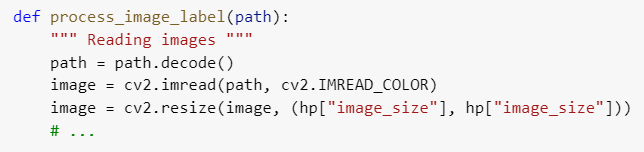 def process_image_label(path):
    """ Reading images """
    path = path.decode()
    image = cv2.imread(path, cv2.IMREAD_COLOR)
    image = cv2.resize(image, (hp["image_size"], hp["image_size"]))
    # ...